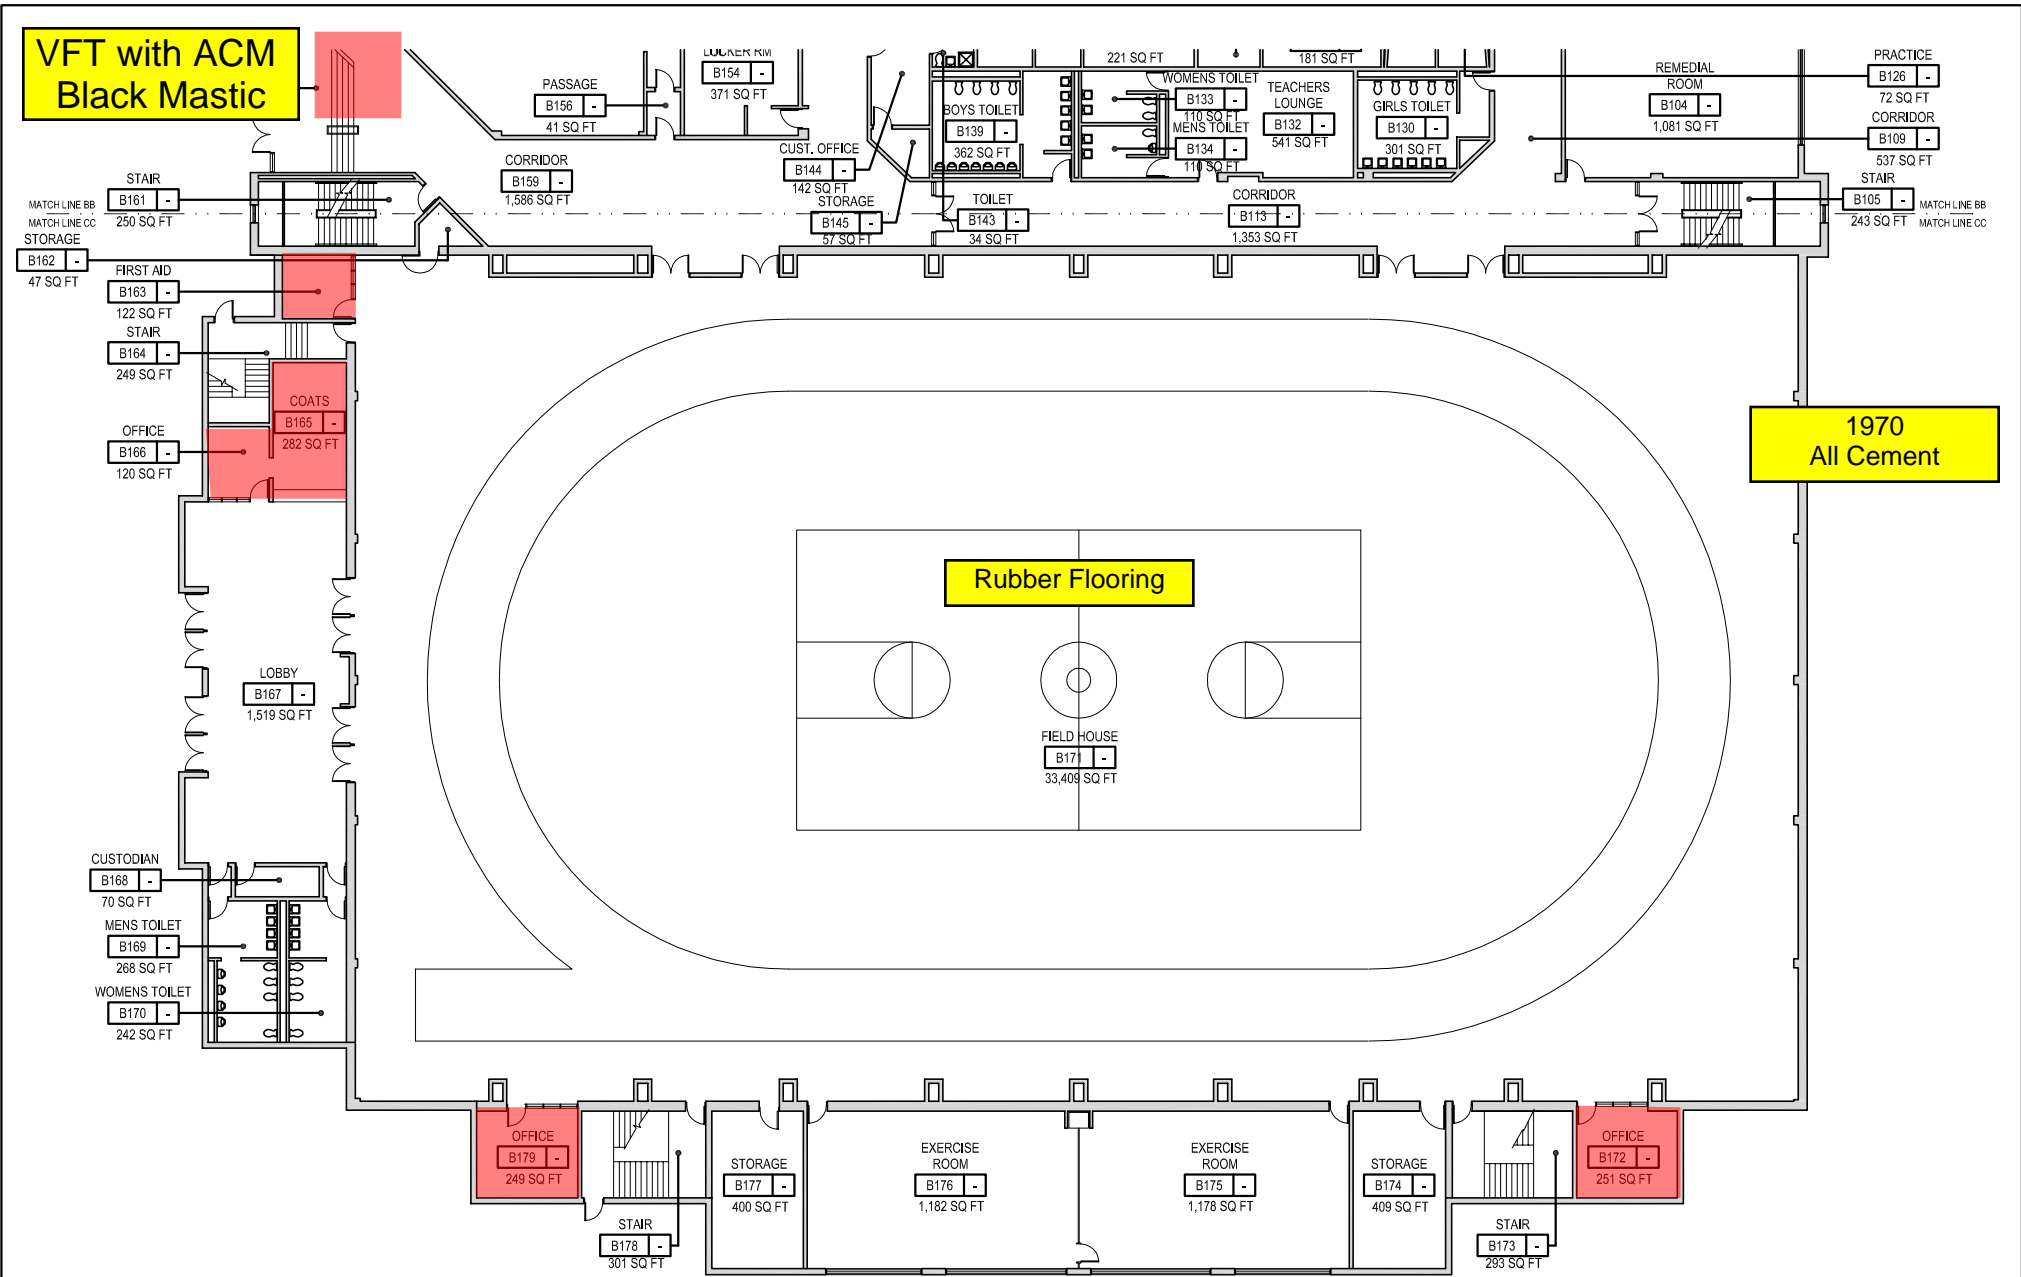 VFT with ACM
Black Mastic
LOCKER RM
B154 -
371 SQ FT
PASSAGE
B156 -
41 SQ FT
221 SQ FT
181 SQ FT
PRACTICE
B126 -
72 SQ FT
REMEDIAL
ROOM
B104 -
1,081 SQ FT
WOMENS TOILET
B133 -
110 SQ FT
MENS TOILET
B134 -
110 SQ FT
TEACHERS
LOUNGE
B132 -
541 SQ FT
BOYS TOILET
B139 -
362 SQ FT
GIRLS TOILET
B130 -
301 SQ FT
CORRIDOR
B109 -
537 SQ FT
CUST. OFFICE
B144 -
142 SQ FT
CORRIDOR
B159 -
1,586 SQ FT
STAIR
B161 -
250 SQ FT
MATCH LINE BB
MATCH LINE CC
STORAGE
B145 -
57 SQ FT
TOILET
B143 -
34 SQ FT
CORRIDOR
B113 -
1,353 SQ FT
STAIR
B105 -
243 SQ FT
MATCH LINE BB
MATCH LINE CC
STORAGE
B162 -
47 SQ FT
FIRST AID
B163 -
122 SQ FT
STAIR
B164 -
249 SQ FT
COATS
B165 -
282 SQ FT
OFFICE
B166 -
120 SQ FT
1970
All Cement
Rubber Flooring
LOBBY
B167 -
1,519 SQ FT
FIELD HOUSE
B171 -
33,409 SQ FT
CUSTODIAN
B168 -
70 SQ FT
MENS TOILET
B169 -
268 SQ FT
WOMENS TOILET
B170 -
242 SQ FT
OFFICE
B179 -
249 SQ FT
STORAGE
B177 -
400 SQ FT
EXERCISE
ROOM
B176 -
1,182 SQ FT
EXERCISE
ROOM
B175 -
1,178 SQ FT
STORAGE
B174 -
409 SQ FT
OFFICE
B172 -
251 SQ FT
STAIR
B178 -
301 SQ FT
STAIR
B173 -
293 SQ FT